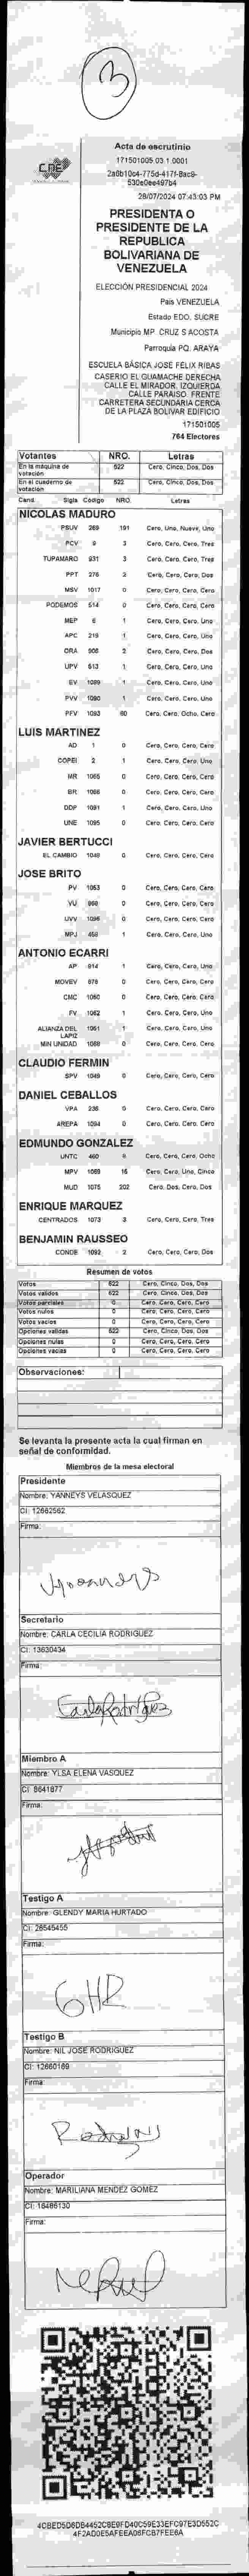 3
CNE
Acta de escrutinio
171501005.03.1.0001
2a8b10c4-775d-417f-8ac9-
530e0ee497b4
28/07/2024 07:43:03 PM
PRESIDENTA O
PRESIDENTE DE LA
REPUBLICA
BOLIVARIANA DE
VENEZUELA
ELECCIÓN PRESIDENCIAL 2024
País VENEZUELA
Estado EDO. SUCRE
Municipio MP. CRUZ S ACOSTA
Parroquia PQ. ARAYA
ESCUELA BÁSICA JOSÉ FELIX RIBAS
CASERIO EL GUAMACHE DERECHA
CALLE EL MIRADOR. IZQUIERDA
CALLE PARAISO. FRENTE
CARRETERA SECUNDARIA CERCA
DE LA PLAZA BOLIVAR EDIFICIO
171501005
764 Electores
Votantes NRO. Letras
En la máquina de votación 522 Cero, Cinco, Dos, Dos
En el cuaderno de votación 522 Cero, Cinco, Dos, Dos
Cand. Sigla Código NRO. Letras
NICOLAS MADURO
PSUV 269 191 Cero, Uno, Nueve, Uno
PCV 9 3 Cero, Cero, Cero, Tres
TUPAMARO 931 3 Cero, Cero, Cero, Tres
PPT 276 2 Cero, Cero, Cero, Dos
MSV 1017 0 Cero, Cero, Cero, Cero
PODEMOS 514 0 Cero, Cero, Cero, Cero
MEP 6 1 Cero, Cero, Cero, Uno
APC 219 1 Cero, Cero, Cero, Uno
ORA 906 2 Cero, Cero, Cero, Dos
UPV 613 1 Cero, Cero, Cero, Uno
EV 1089 1 Cero, Cero, Cero, Uno
PVV 1090 1 Cero, Cero, Cero, Uno
PFV 1093 80 Cero, Cero, Ocho, Cero
LUIS MARTINEZ
AD 1 0 Cero, Cero, Cero, Cero
COPEI 2 1 Cero, Cero, Cero, Uno
MR 1065 0 Cero, Cero, Cero, Cero
BR 1066 0 Cero, Cero, Cero, Cero
DDP 1091 1 Cero, Cero, Cero, Uno
UNE 1095 0 Cero, Cero, Cero, Cero
JAVIER BERTUCCI
EL CAMBIO 1048 0 Cero, Cero, Cero, Cero
JOSE BRITO
PV 1053 0 Cero, Cero, Cero, Cero
VU 968 0 Cero, Cero, Cero, Cero
UVV 1096 0 Cero, Cero, Cero, Cero
MPJ 458 1 Cero, Cero, Cero, Uno
ANTONIO ECARRI
AP 914 1 Cero, Cero, Cero, Uno
MOVEV 978 0 Cero, Cero, Cero, Cero
CMC 1050 0 Cero, Cero, Cero, Cero
FV 1062 1 Cero, Cero, Cero, Uno
ALIANZA DEL LAPIZ 1061 1 Cero, Cero, Cero, Uno
MIN UNIDAD 1088 0 Cero, Cero, Cero, Cero
CLAUDIO FERMIN
SPV 1049 0 Cero, Cero, Cero, Cero
DANIEL CEBALLOS
VPA 236 0 Cero, Cero, Cero, Cero
AREPA 1094 0 Cero, Cero, Cero, Cero
EDMUNDO GONZALEZ
UNTC 460 8 Cero, Cero, Cero, Ocho
MPV 1069 15 Cero, Cero, Uno, Cinco
MUD 1075 202 Cero, Dos, Cero, Dos
ENRIQUE MARQUEZ
CENTRADOS 1073 3 Cero, Cero, Cero, Tres
BENJAMIN RAUSSEO
CONDE 1092 2 Cero, Cero, Cero, Dos
Resumen de votos
Votos 522 Cero, Cinco, Dos, Dos
Votos validos 522 Cero, Cinco, Dos, Dos
Votos parciales 0 Cero, Cero, Cero, Cero
Votos nulos 0 Cero, Cero, Cero, Cero
Votos vacios 0 Cero, Cero, Cero, Cero
Opciones validas 522 Cero, Cinco, Dos, Dos
Opciones nulas 0 Cero, Cero, Cero, Cero
Opciones vacias 0 Cero, Cero, Cero, Cero
Observaciones:
Se levanta la presente acta la cual firman en
señal de conformidad.
Miembros de la mesa electoral
Presidente
Nombre: YANNEYS VELASQUEZ
CI: 12662562
Firma:
Secretario
Nombre: CARLA CECILIA RODRIGUEZ
CI: 13630434
Firma:
Carla Rodriguez
Miembro A
Nombre: YLSA ELENA VASQUEZ
CI: 8641877
Firma:
Testigo A
Nombre: GLENDY MARIA HURTADO
CI: 26545455
Firma:
GHR
Testigo B
Nombre: NIL JOSE RODRIGUEZ
CI: 12660169
Firma:
Operador
Nombre: MARILIANA MENDEZ GOMEZ
CI: 16486130
Firma:
4CBED5D6D84452C8E0FD40C59E33EFC97E3D552C
4F2AD0E5AFEEA06FCB7FEE6A